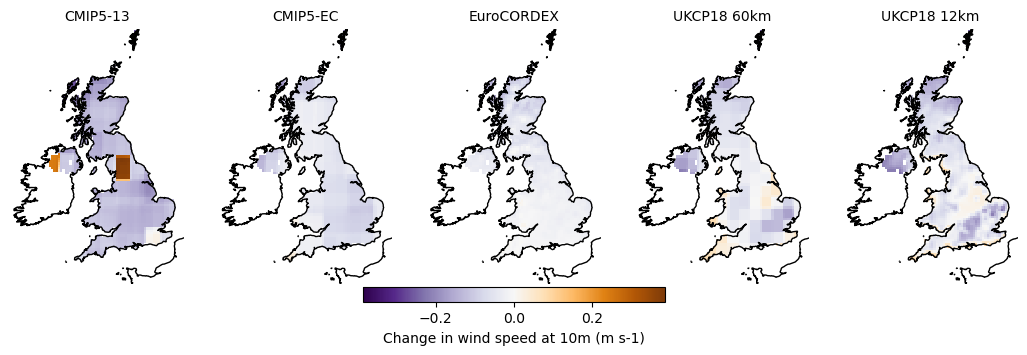 CMIP5-13
CMIP5-EC
EuroCORDEX
UKCP18 60km
UKCP18 12km
−0.2
0.0
0.2
Change in wind speed at 10m (m s-1)